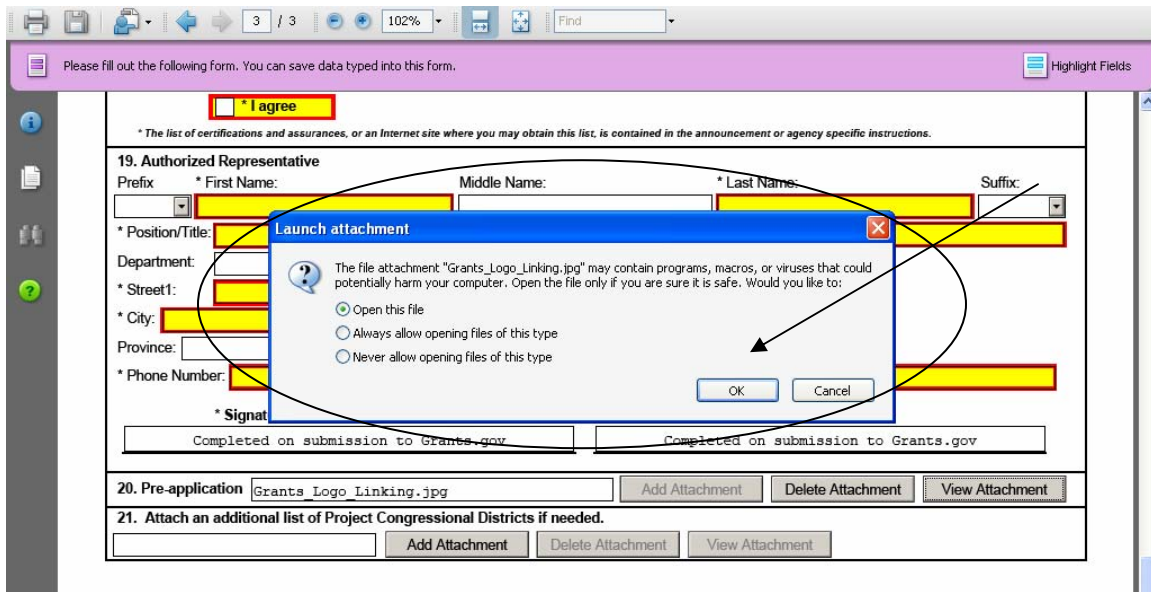 3 / 3 102% Find
Please fill out the following form. You can save data typed into this form. Highlight Fields
* I agree
* The list of certifications and assurances, or an Internet site where you may obtain this list, is contained in the announcement or agency specific instructions.
19. Authorized Representative
Prefix * First Name: Middle Name: * Last Name: Suffix:
* Position/Title:
Launch attachment
Department:
The file attachment "Grants_Logo_Linking.jpg" may contain programs, macros, or viruses that could
potentially harm your computer. Open the file only if you are sure it is safe. Would you like to:
* Street1:
Open this file
* City:
Always allow opening files of this type
Province:
Never allow opening files of this type
* Phone Number:
OK Cancel
* Signat
Completed on submission to Grants.gov Completed on submission to Grants.gov
20. Pre-application Grants_Logo_Linking.jpg Add Attachment Delete Attachment View Attachment
21. Attach an additional list of Project Congressional Districts if needed.
Add Attachment Delete Attachment View Attachment